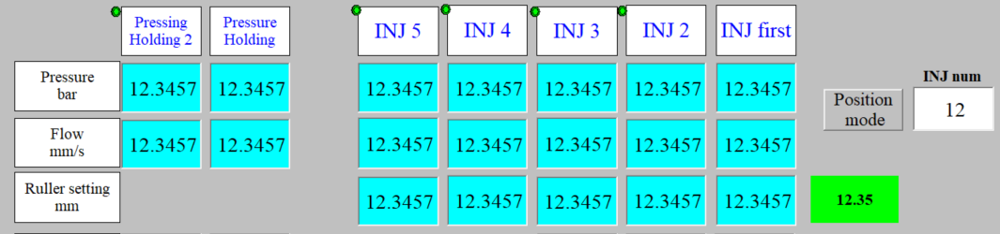 Pressing
Holding 2
Pressure
Holding
INJ 5
INJ 4
INJ 3
INJ 2
INJ first
Pressure
bar
12.3457 12.3457 12.3457 12.3457 12.3457 12.3457 12.3457
INJ num
Position
mode
12
Flow
mm/s
12.3457 12.3457 12.3457 12.3457 12.3457 12.3457 12.3457
Ruller setting
mm
12.3457 12.3457 12.3457 12.3457 12.3457
12.35